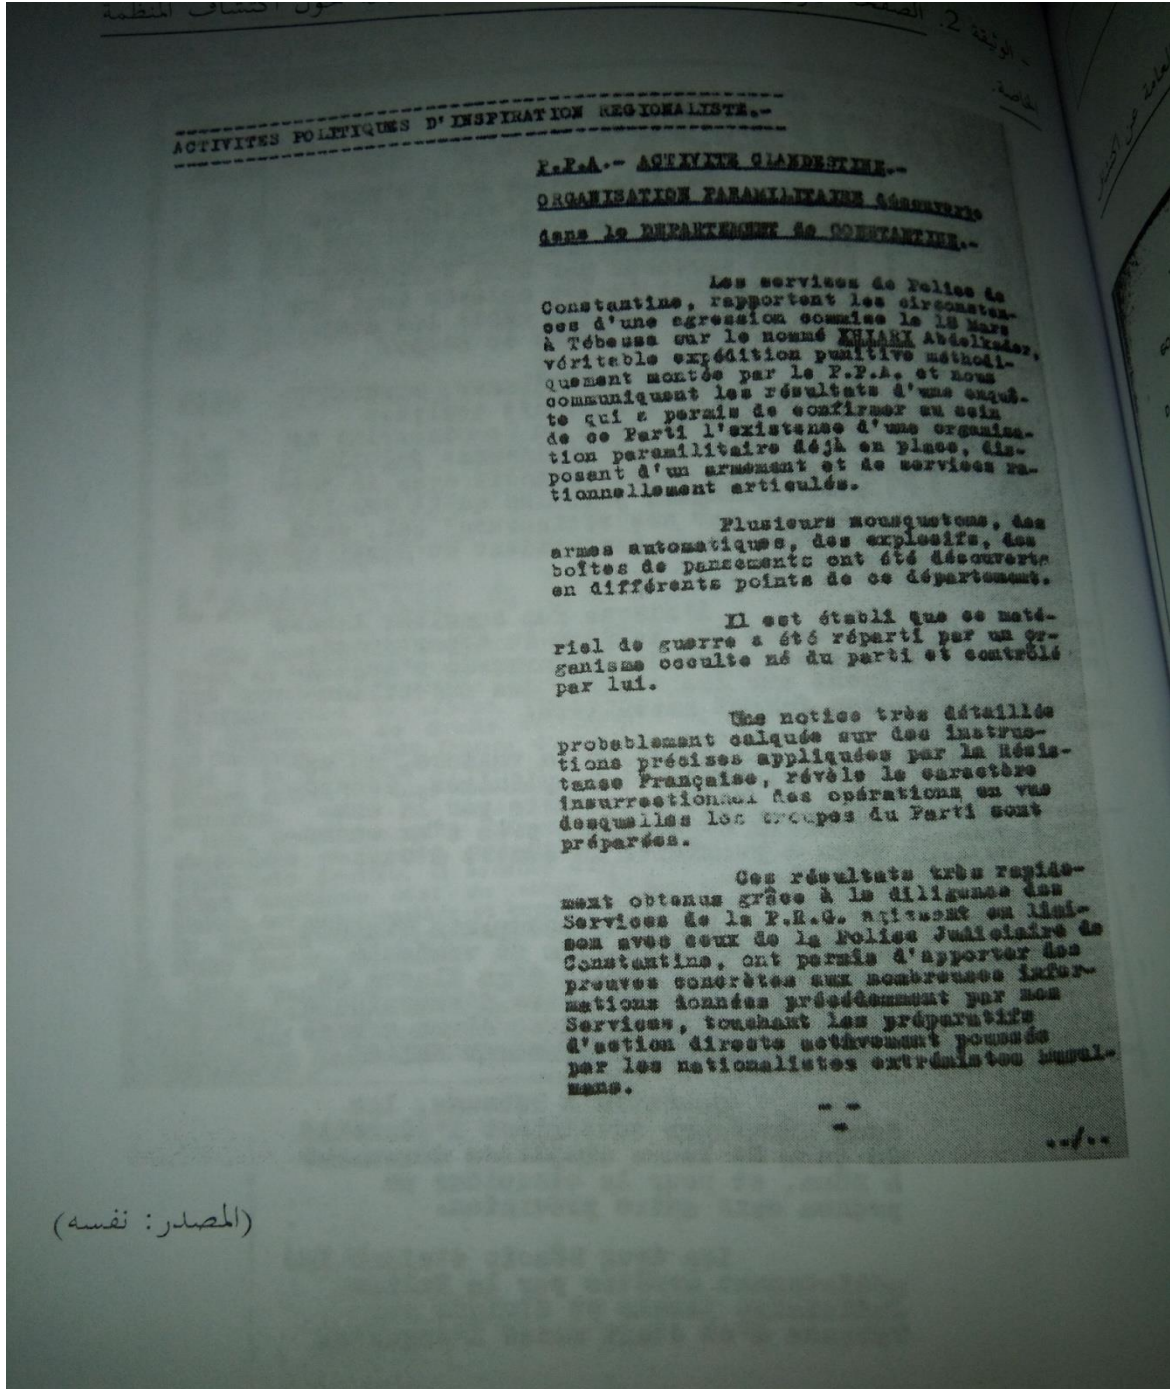 - الوثيقة 2. الصفحة حول اكتشاف المنظمة
الخاصة.
ACTIVITES POLITIQUES D'INSPIRATION REGIONALISTE.-
P.P.A.- ACTIVITE CLANDESTINE.-
ORGANISATION PARAMILITAIRE découverte
dans le DEPARTEMENT de CONSTANTINE.-
Les services de Police de
Constantine, rapportent les circonstan-
ces d'une agression commise le 18 Mars
à Tébessa sur le nommé KHIARI Abdelkader,
véritable expédition punitive méthodi-
quement montée par le P.P.A. et nous
communiquent les résultats d'une enquê-
te qui a permis de confirmer au sein
de ce Parti l'existence d'une organisa-
tion paramilitaire déjà en place, dis-
posant d'un armement et de services ra-
tionnellement articulés.
Plusieurs mousquetons, des
armes automatiques, des explosifs, des
boîtes de pansements ont été découverts
en différents points de ce département.
Il est établi que ce maté-
riel de guerre a été réparti par un or-
ganisme occulte né du parti et contrôlé
par lui.
Une notice très détaillée
probablement calquée sur des instruc-
tions précises appliquées par la Résis-
tance Française, révèle le caractère
insurrectionnel des opérations en vue
desquelles les troupes du Parti sont
préparées.
Ces résultats très rapide-
ment obtenus grâce à la diligence des
Services de la P.R.G. agissant en liai-
son avec ceux de la Police Judiciaire de
Constantine, ont permis d'apporter des
preuves concrètes aux nombreuses infor-
mations données précédemment par mes
Services, touchant les préparatifs
d'action directe activement poussés
par les nationalistes extrémistes musul-
mans.
../..
(المصدر: نفسه)